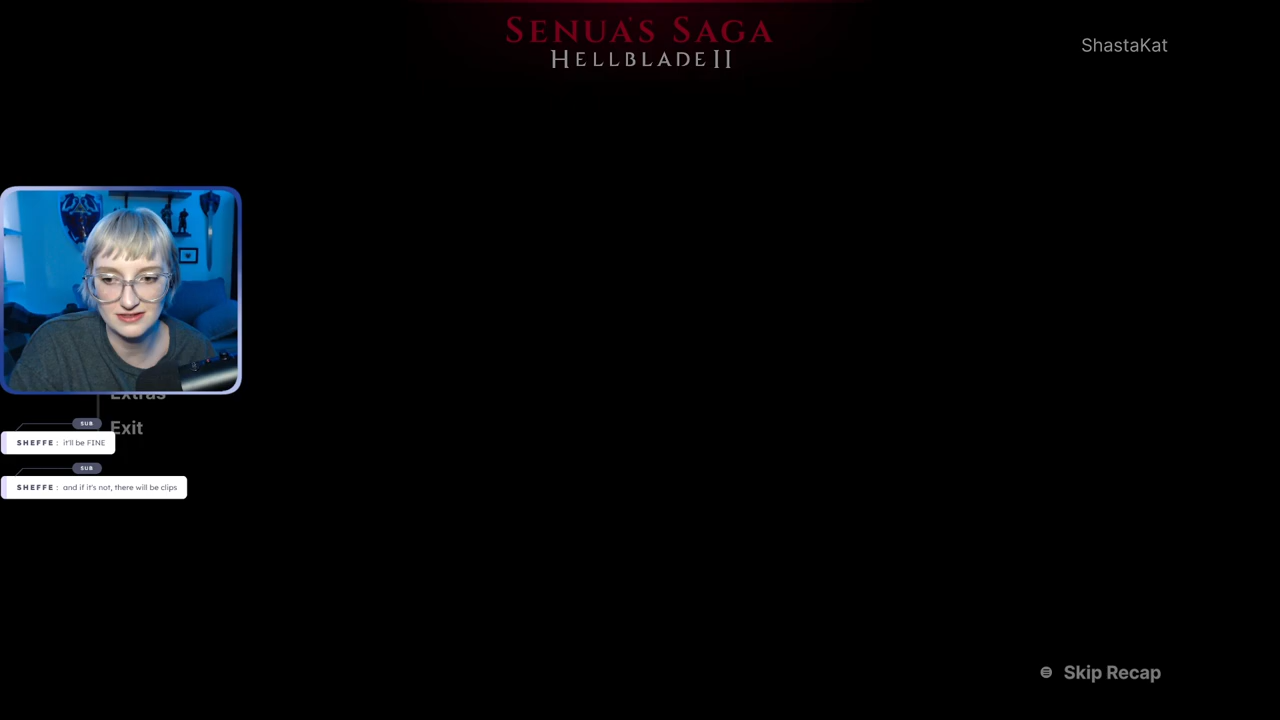 SENUA'S SAGA
HELLBLADE II
ShastaKat
Extras
Exit
SUB
SHEFFE : it'll be FINE
SUB
SHEFFE : and if it's not, there will be clips
Skip Recap